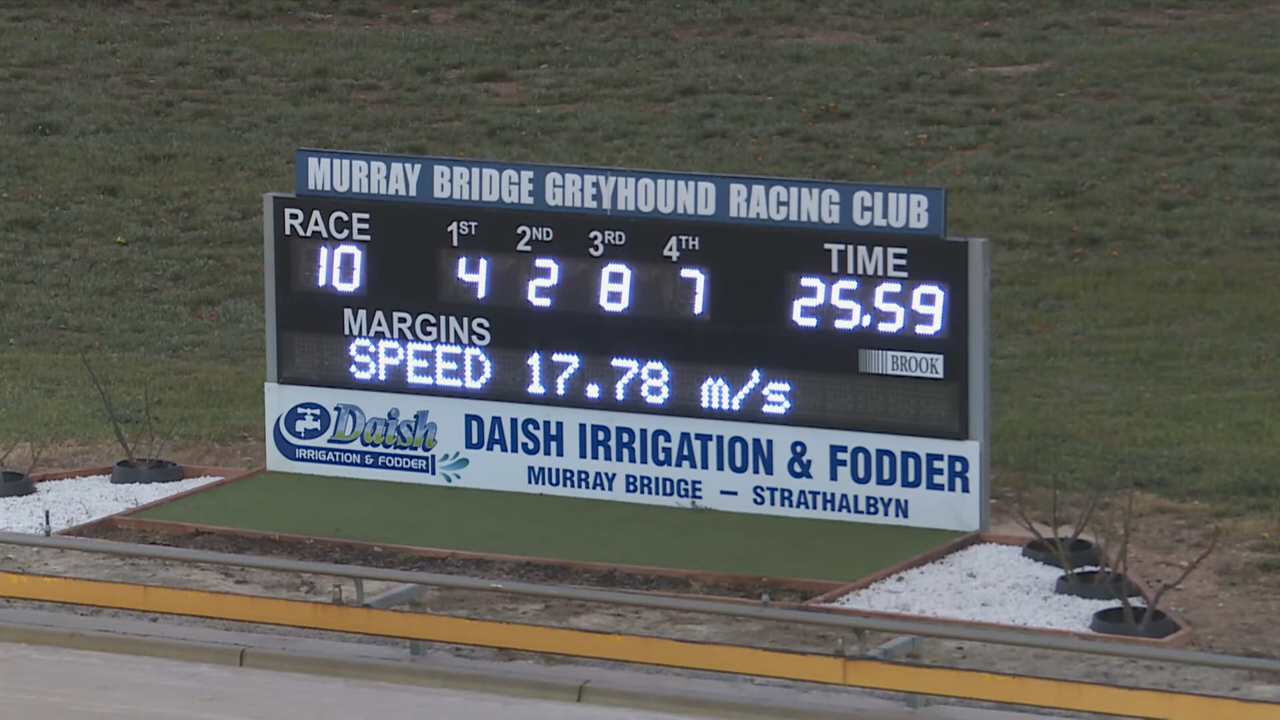 MURRAY BRIDGE GREYHOUND RACING CLUB
RACE 1ST 2ND 3RD 4TH TIME
10 4 2 8 7 25.59
MARGINS
BROOK
SPEED 17.78 m/s
Daish
IRRIGATION & FODDER
DAISH IRRIGATION & FODDER
MURRAY BRIDGE – STRATHALBYN